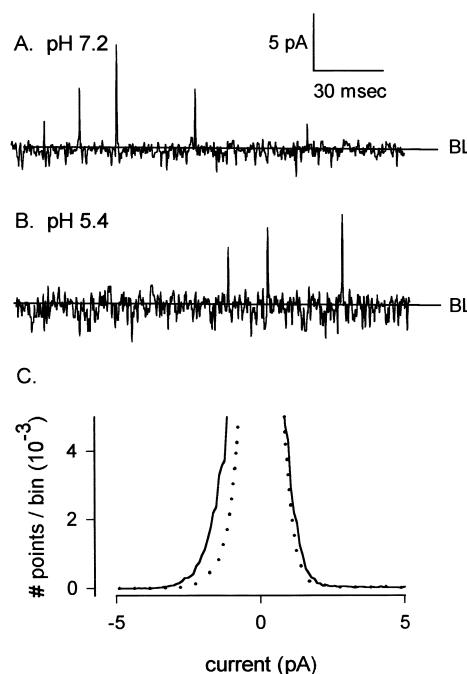 A. pH 7.2
5 pA
30 msec
BL
B. pH 5.4
BL
C.
# points / bin (10⁻³)
4
2
0
-5
0
5
current (pA)